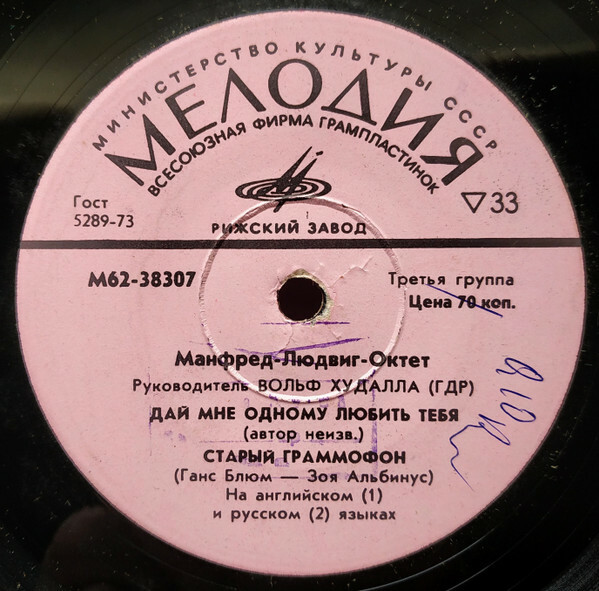 МИНИСТЕРСТВО КУЛЬТУРЫ СССР
МЕЛОДИЯ
ВСЕСОЮЗНАЯ ФИРМА ГРАМПЛАСТИНОК
Гост
5289-73
▽33
РИЖСКИЙ ЗАВОД
М62-38307
Третья группа
Цена 70 коп.
Манфред-Людвиг-Октет
Руководитель ВОЛЬФ ХУДАЛЛА (ГДР)
ДАЙ МНЕ ОДНОМУ ЛЮБИТЬ ТЕБЯ
(автор неизв.)
СТАРЫЙ ГРАММОФОН
(Ганс Блюм — Зоя Альбинус)
На английском (1)
и русском (2) языках